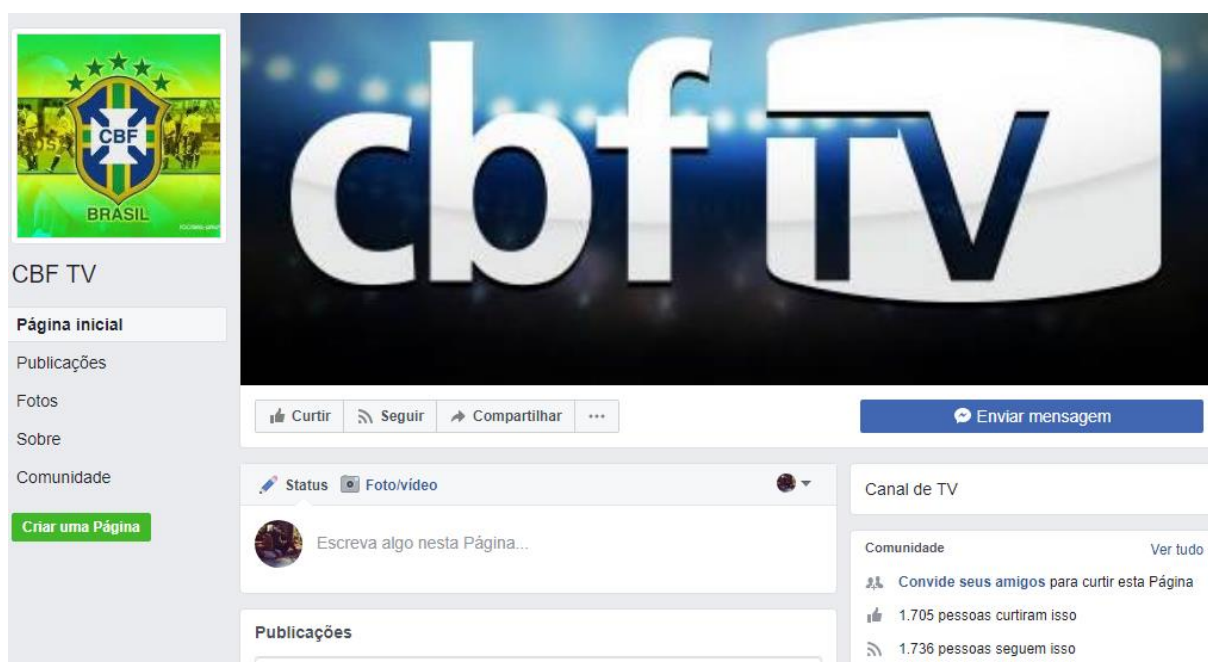 CBF
BRASIL
cbf TV
CBF TV
Página inicial
Publicações
Fotos
Sobre
Comunidade
Criar uma Página
Curtir
Seguir
Compartilhar
Enviar mensagem
Status
Foto/vídeo
Escreva algo nesta Página...
Publicações
Canal de TV
Comunidade
Ver tudo
Convide seus amigos para curtir esta Página
1.705 pessoas curtiram isso
1.736 pessoas seguem isso